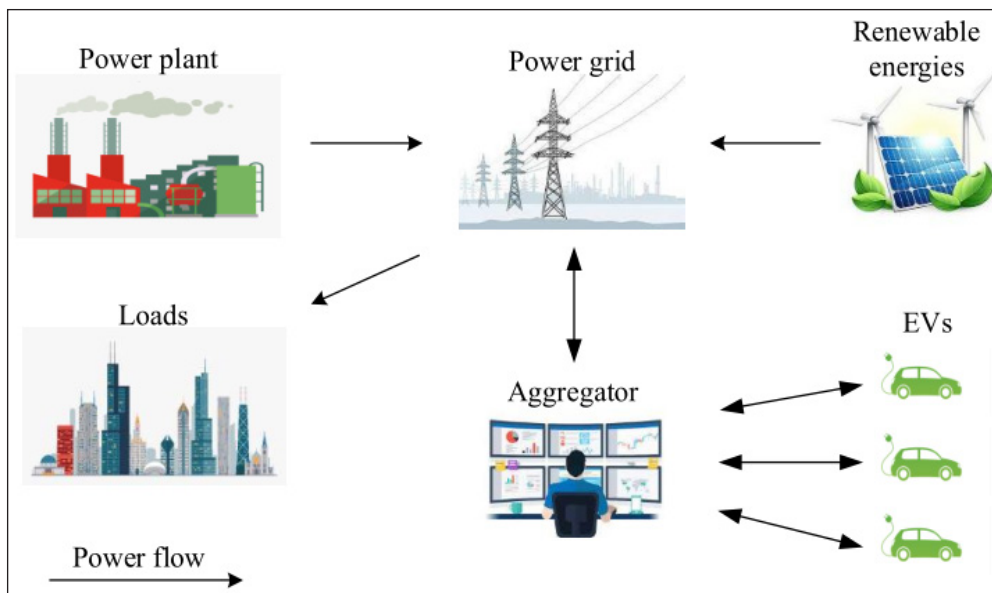 Power plant
Power grid
Renewable
energies
Loads
EVs
Aggregator
Power flow